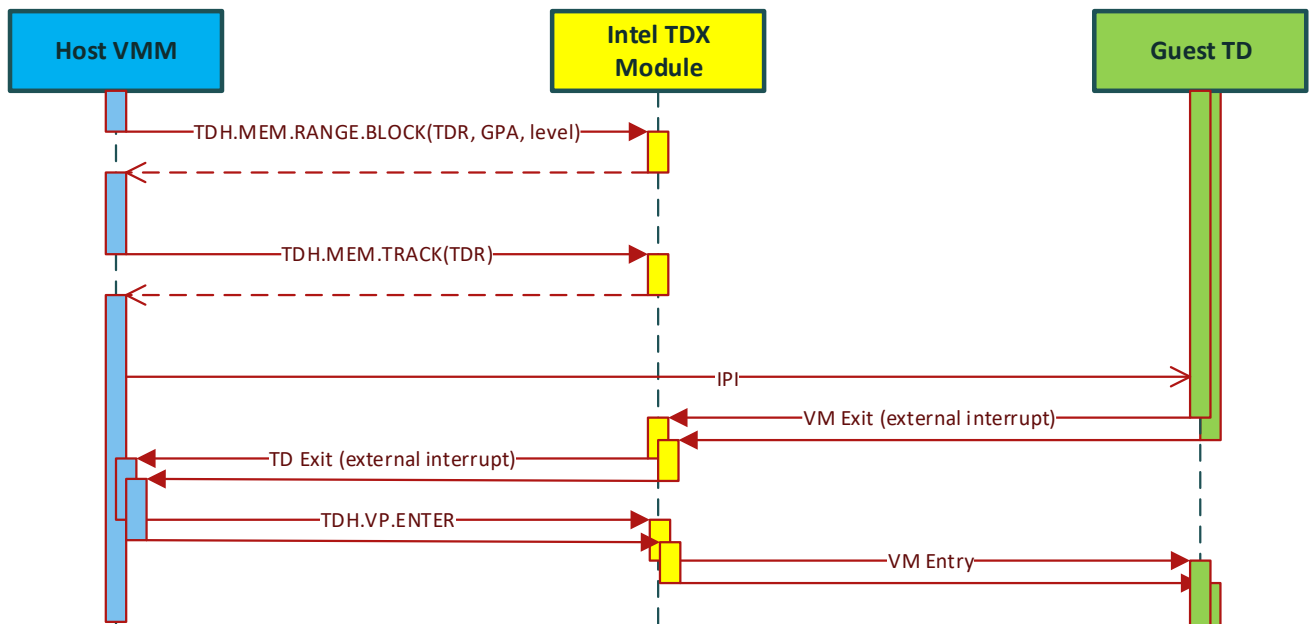 Host VMM
Intel TDX
Module
Guest TD
TDH.MEM.RANGE.BLOCK(TDR, GPA, level)
TDH.MEM.TRACK(TDR)
IPI
VM Exit (external interrupt)
TD Exit (external interrupt)
TDH.VP.ENTER
VM Entry